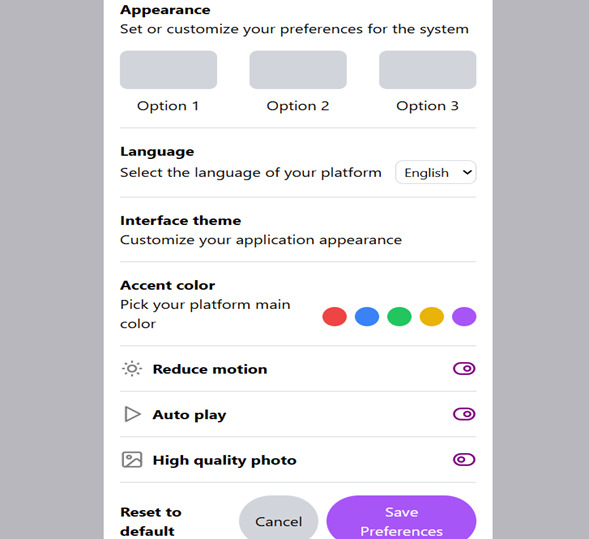 Appearance
Set or customize your preferences for the system
Option 1
Option 2
Option 3
Language
Select the language of your platform
English
Interface theme
Customize your application appearance
Accent color
Pick your platform main
color
Reduce motion
Auto play
High quality photo
Reset to
default
Cancel
Save
Preferences